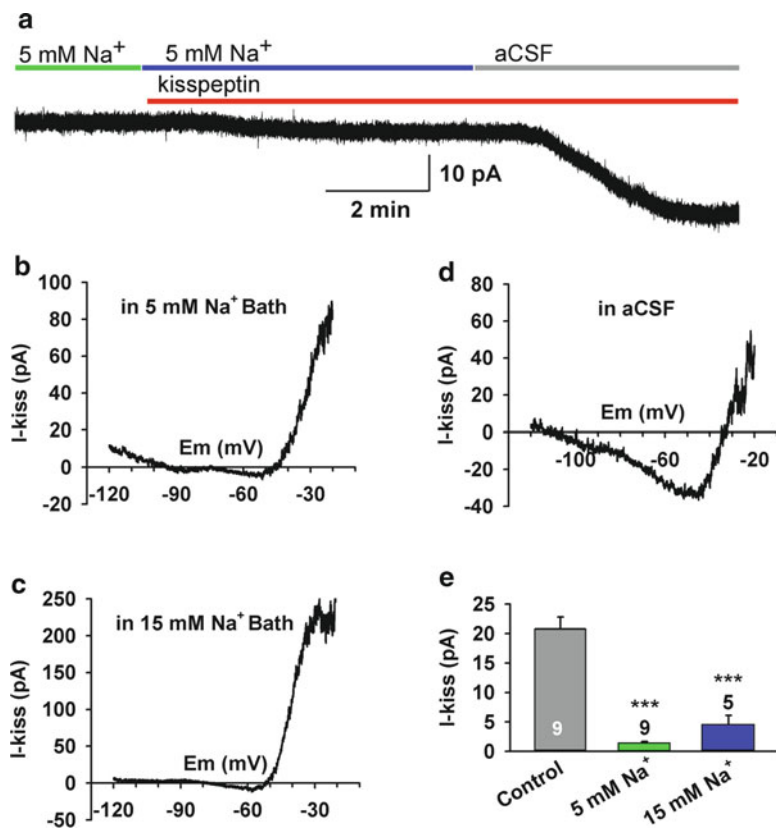 a
5 mM Na⁺
5 mM Na⁺
aCSF
kisspeptin
10 pA
2 min
b
100
80
60
40
20
0
-20
I-kiss (pA)
in 5 mM Na⁺ Bath
Em (mV)
-120
-90
-60
-30
d
80
60
40
20
0
-20
-40
I-kiss (pA)
in aCSF
Em (mV)
-100
-60
-20
c
250
200
150
100
50
0
-50
I-kiss (pA)
in 15 mM Na⁺ Bath
Em (mV)
-120
-90
-60
-30
e
25
20
15
10
5
0
I-kiss (pA)
9
***
9
***
5
Control
5 mM Na⁺
15 mM Na⁺